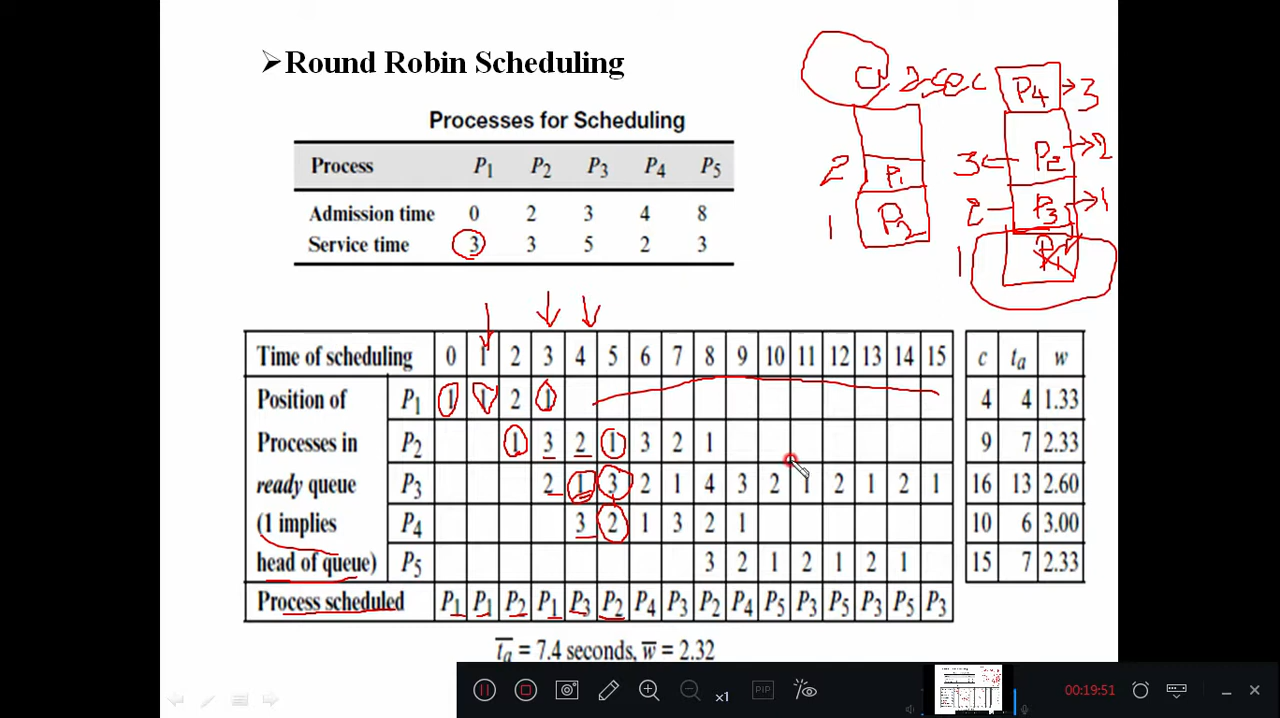 ➢Round Robin Scheduling
Processes for Scheduling
Process P1 P2 P3 P4 P5
Admission time 0 2 3 4 8
Service time 3 3 5 2 3
2 sec P4 →3
2 P1 3← P2 →2
1 P2 2 P3 →1
1 P1
Time of scheduling 0 1 2 3 4 5 6 7 8 9 10 11 12 13 14 15 c ta w
Position of P1 1 1 2 1 4 4 1.33
Processes in P2 1 3 2 1 3 2 1 9 7 2.33
ready queue P3 2 1 3 2 1 4 3 2 1 2 1 2 1 16 13 2.60
(1 implies P4 3 2 1 3 2 1 10 6 3.00
head of queue) P5 3 2 1 2 1 2 1 15 7 2.33
Process scheduled P1 P1 P2 P1 P3 P2 P4 P3 P2 P4 P5 P3 P5 P3 P5 P3
ta = 7.4 seconds, w = 2.32
x1 PIP 00:19:51